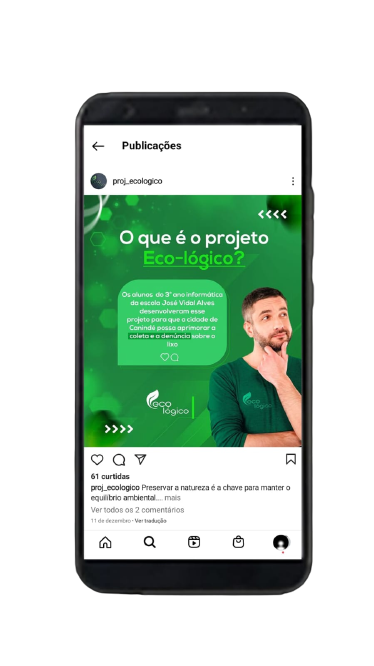 Publicações
proj_ecologico
<<<<
O que é o projeto
Eco-lógico?
Os alunos do 3° ano informática
da escola José Vidal Alves
desenvolveram esse
projeto para que a cidade de
Canindé possa aprimorar a
coleta e a denúncia sobre o
lixo
eco
lógico
eco
lógico
>>>>
61 curtidas
proj_ecologico Preservar a natureza é a chave para manter o
equilíbrio ambiental.... mais
Ver todos os 2 comentários
11 de dezembro • Ver tradução